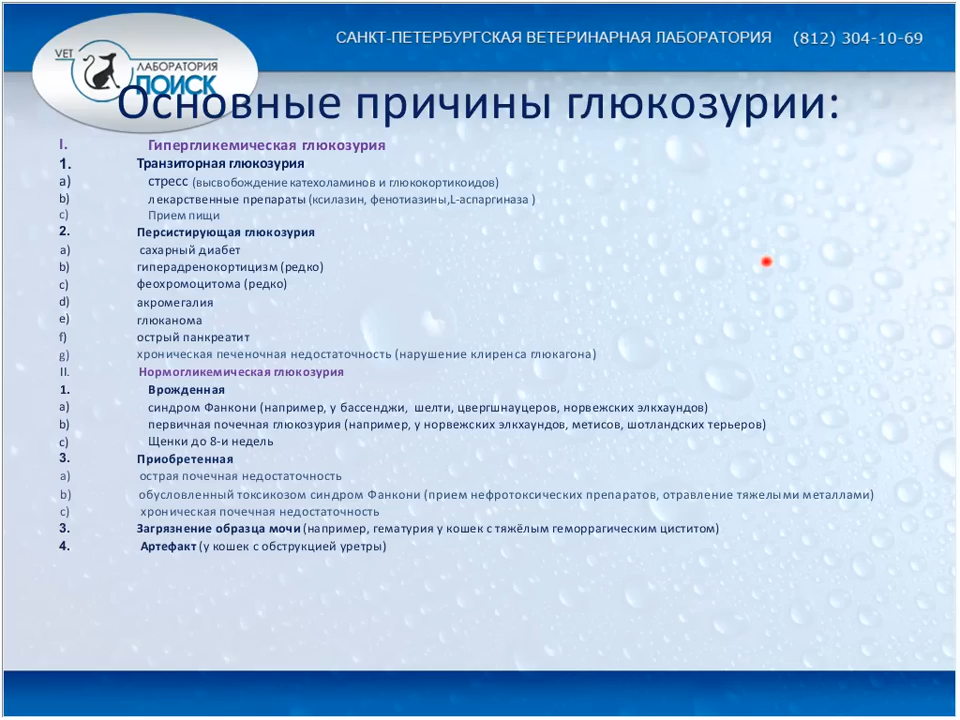 САНКТ-ПЕТЕРБУРГСКАЯ ВЕТЕРИНАРНАЯ ЛАБОРАТОРИЯ (812) 304-10-69
VET
ЛАБОРАТОРИЯ
ПОИСК
Основные причины глюкозурии:
I. Гипергликемическая глюкозурия
1. Транзиторная глюкозурия
a) стресс (высвобождение катехоламинов и глюкокортикоидов)
b) лекарственные препараты (ксилазин, фенотиазины,L-аспаргиназа )
c) Прием пищи
2. Персистирующая глюкозурия
a) сахарный диабет
b) гиперадренокортицизм (редко)
c) феохромоцитома (редко)
d) акромегалия
e) глюканома
f) острый панкреатит
g) хроническая печеночная недостаточность (нарушение клиренса глюкагона)
II. Нормогликемическая глюкозурия
1. Врожденная
a) синдром Фанкони (например, у бассенджи, шелти, цвергшнауцеров, норвежских элкхаундов)
b) первичная почечная глюкозурия (например, у норвежских элкхаундов, метисов, шотландских терьеров)
c) Щенки до 8-и недель
3. Приобретенная
a) острая почечная недостаточность
b) обусловленный токсикозом синдром Фанкони (прием нефротоксических препаратов, отравление тяжелыми металлами)
c) хроническая почечная недостаточность
3. Загрязнение образца мочи (например, гематурия у кошек с тяжёлым геморрагическим циститом)
4. Артефакт (у кошек с обструкцией уретры)